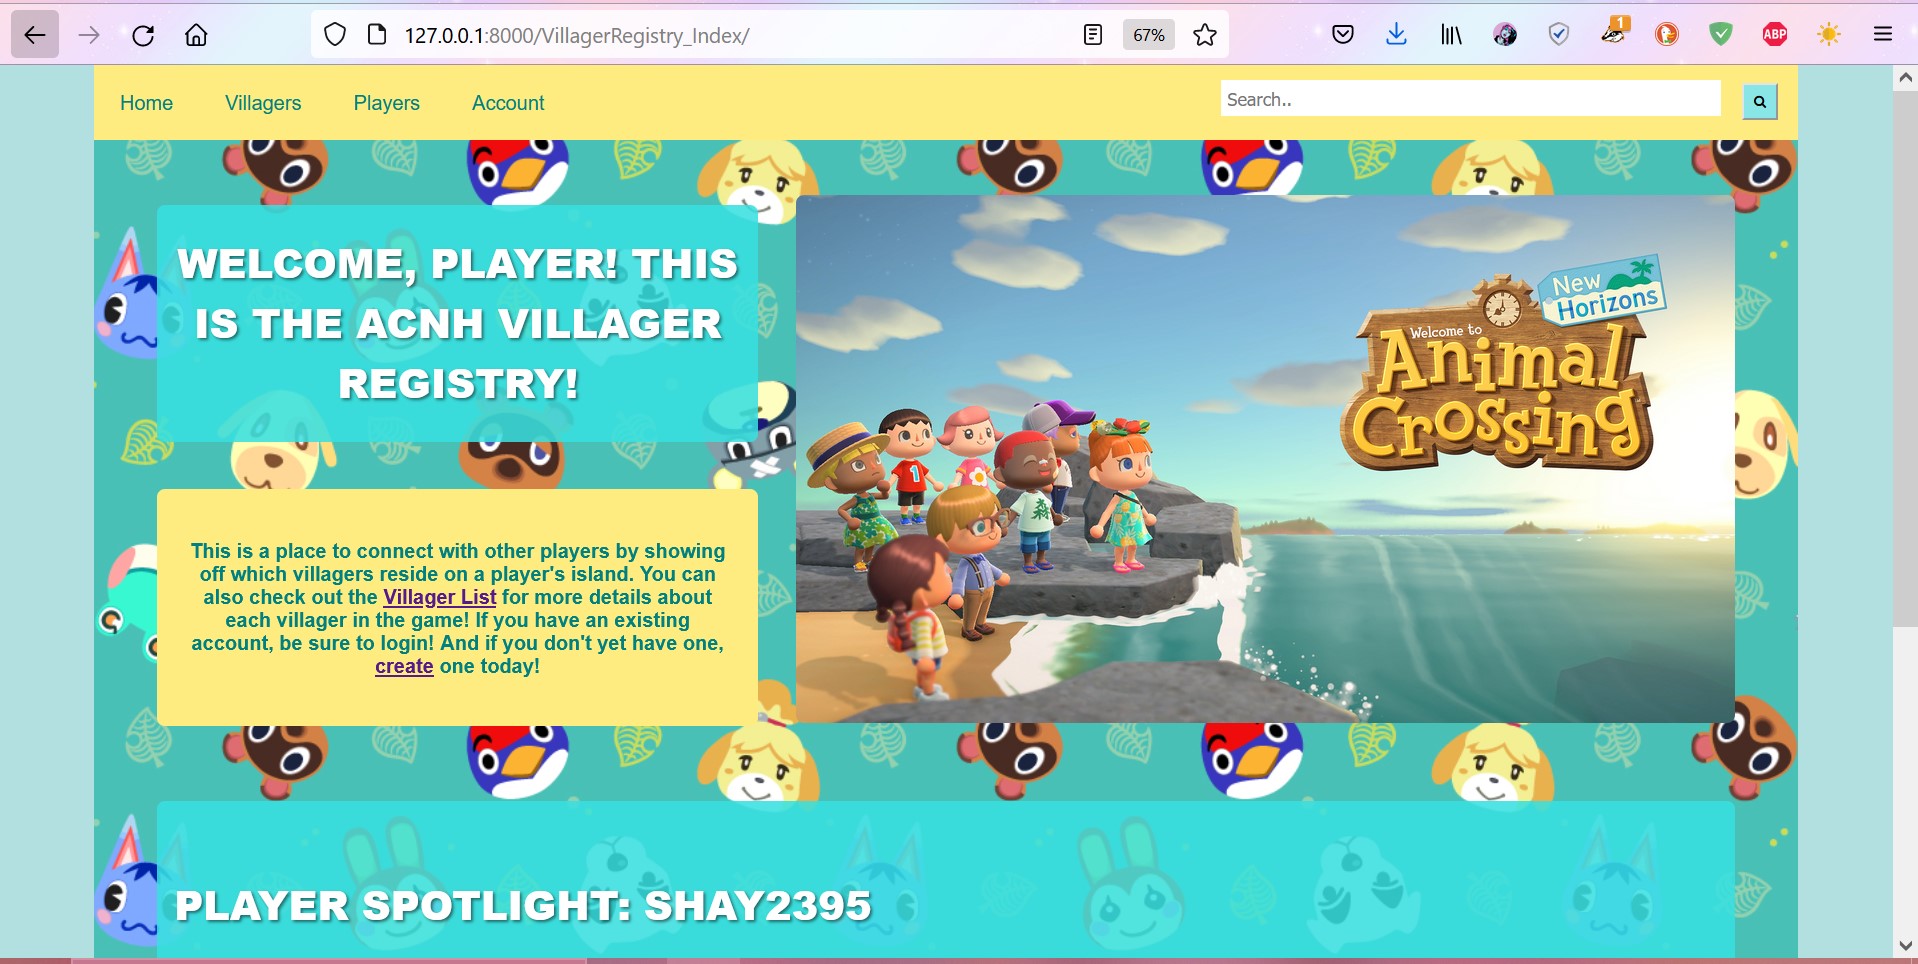 127.0.0.1:8000/VillagerRegistry_Index/
67%
1
ABP
Home Villagers Players Account
Search..
WELCOME, PLAYER! THIS
IS THE ACNH VILLAGER
REGISTRY!
New
Horizons
Welcome to
Animal
Crossing
1
This is a place to connect with other players by showing
off which villagers reside on a player's island. You can
also check out the Villager List for more details about
each villager in the game! If you have an existing
account, be sure to login! And if you don't yet have one,
create one today!
PLAYER SPOTLIGHT: SHAY2395